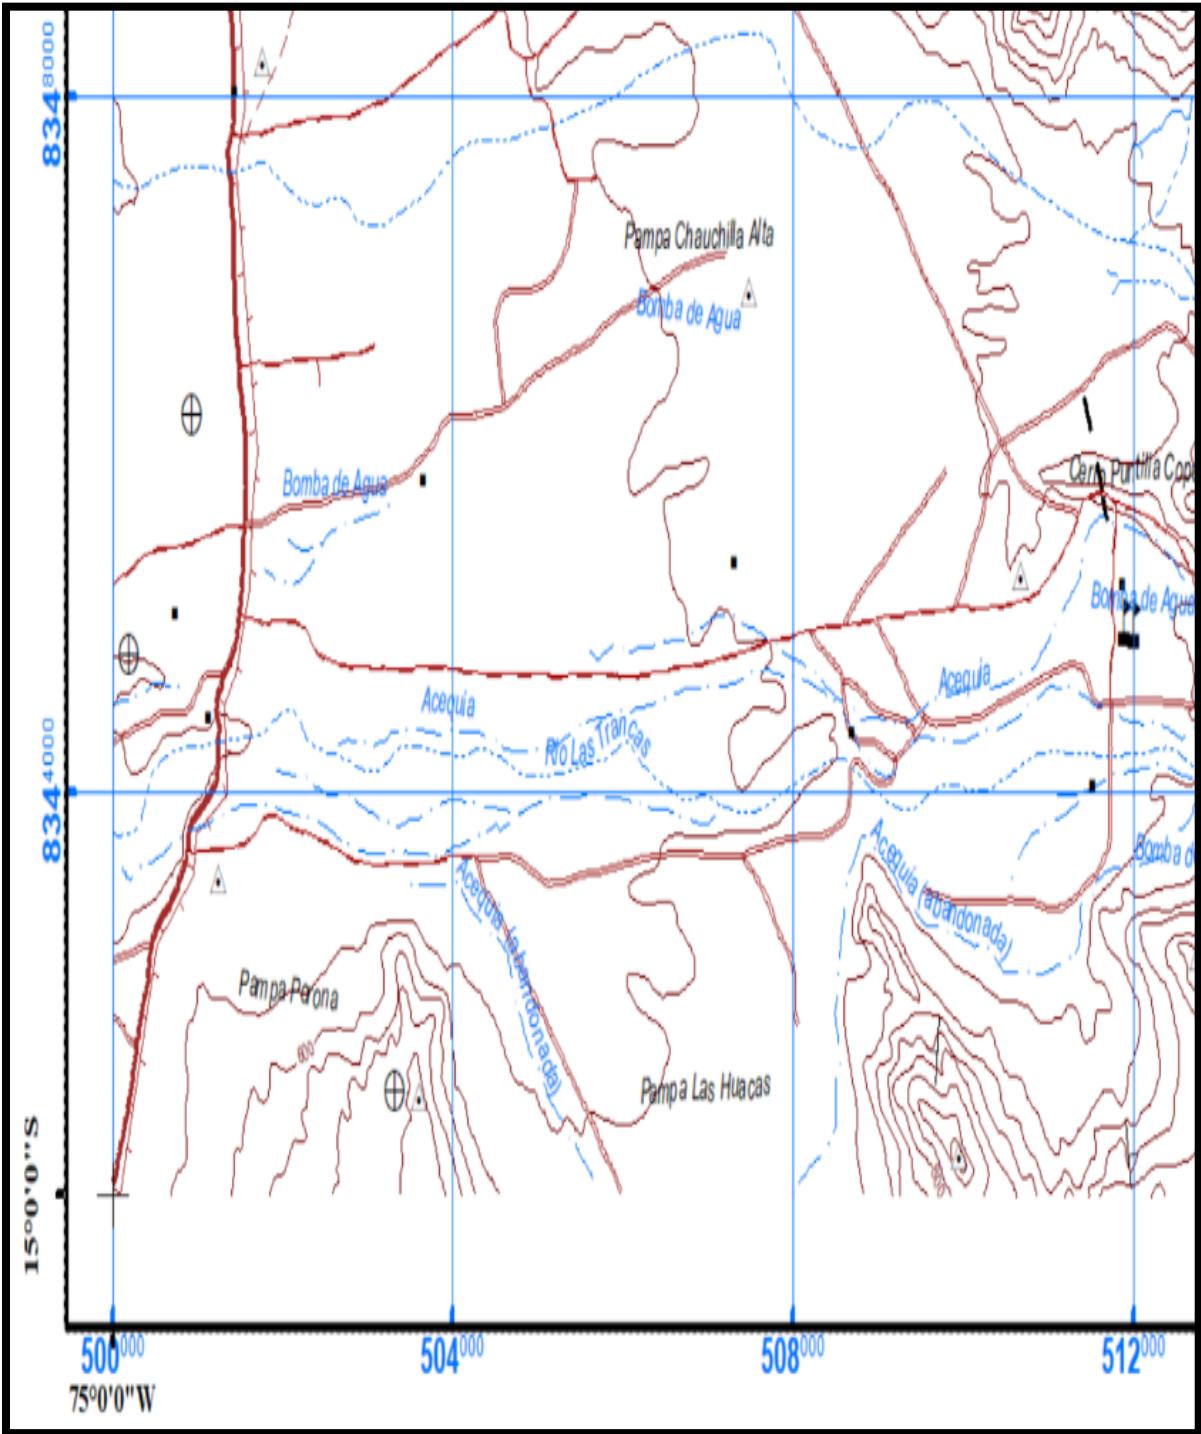 834⁸⁰⁰⁰
Pampa Chauchilla Alta
Bomba de Agua
Bomba de Agua
Cerro Puntilla Cop
Bomba de Agua
Acequia
Acequia
Río Las Trancas
834⁴⁰⁰⁰
Acequia (abandonada)
Bomba d
Acequia (abandonada)
Pampa Perona
600
Pampa Las Huacas
15°0'0"S
500⁰⁰⁰
504⁰⁰⁰
508⁰⁰⁰
512⁰⁰⁰
75°0'0"W